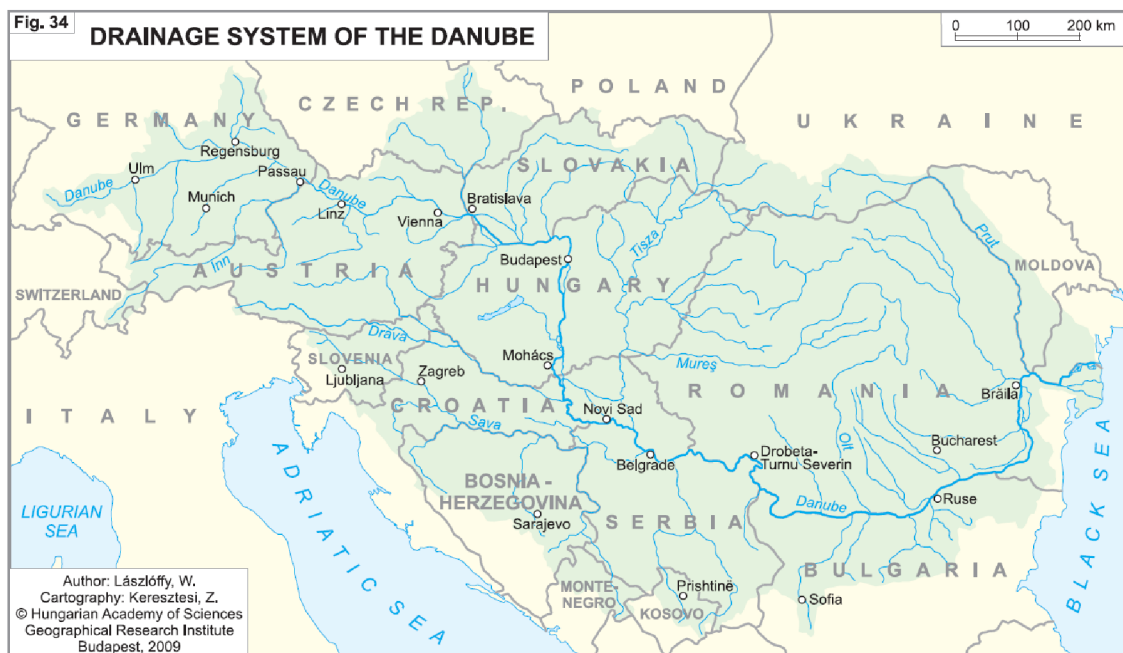 Fig. 34
DRAINAGE SYSTEM OF THE DANUBE
0 100 200 km
POLAND
CZECH REP.
GERMANY
UKRAINE
Regensburg
SLOVAKIA
Ulm
Passau
Danube
Danube
Munich
Linz
Vienna
Bratislava
Tisza
Prut
Budapest
Inn
AUSTRIA
HUNGARY
MOLDOVA
SWİTZERLAND
Drava
Mohács
Mureş
SLOVENIA
Ljubljana
Zagreb
ROMANIA
Brăila
ITALY
CROATIA
Novi Sad
Sava
Olt
Bucharest
Belgrade
Drobeta-
Turnu Severin
BOSNIA -
HERZEGOVINA
Danube
Ruse
LIGURIAN
SEA
ADRIATIC SEA
Sarajevo
SERBIA
BLACK SEA
BULGARIA
MONTE-
NEGRO
Prishtinë
KOSOVO
Sofia
Author: Lászlóffy, W.
Cartography: Keresztesi, Z.
© Hungarian Academy of Sciences
Geographical Research Institute
Budapest, 2009